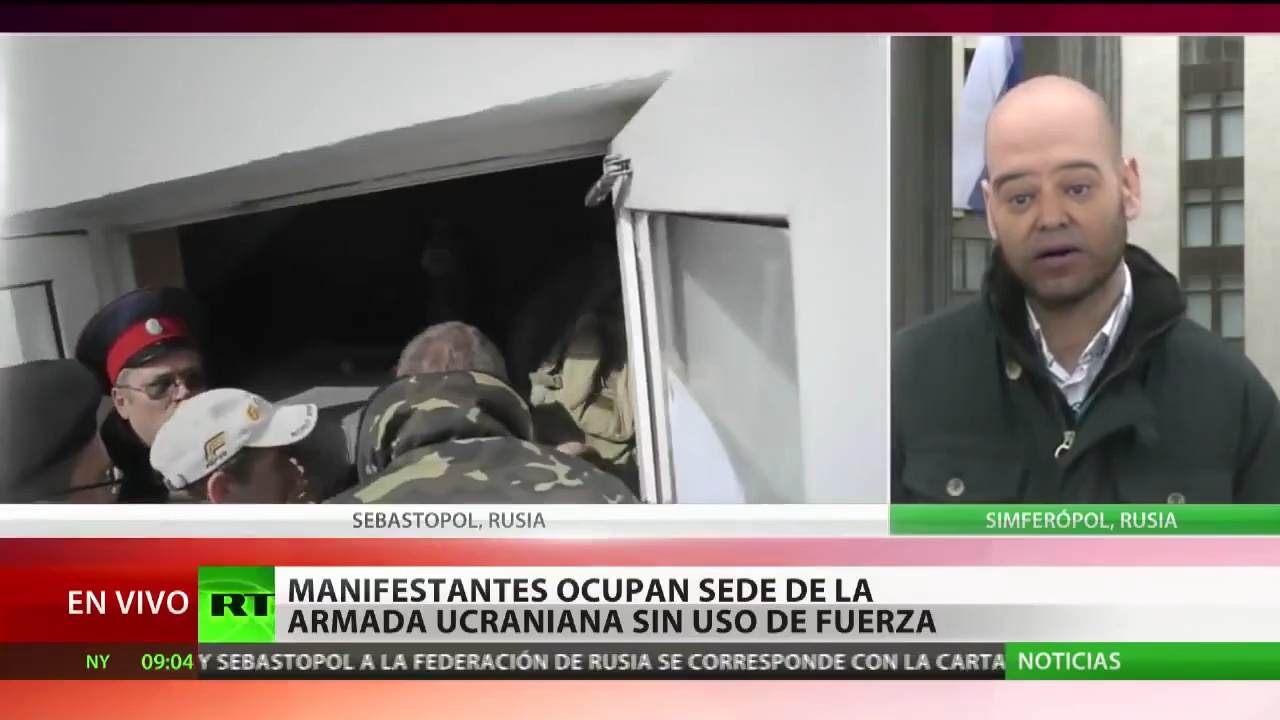 SEBASTOPOL, RUSIA
SIMFERÓPOL, RUSIA
EN VIVO
RT
MANIFESTANTES OCUPAN SEDE DE LA
ARMADA UCRANIANA SIN USO DE FUERZA
NY 09:04 Y SEBASTOPOL A LA FEDERACIÓN DE RUSIA SE CORRESPONDE CON LA CARTA
NOTICIAS